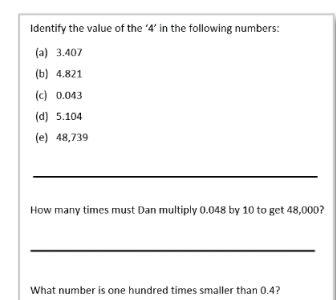 Identify the value of the ‘4’ in the following numbers:
(a) 3.407
(b) 4.821
(c) 0.043
(d) 5.104
(e) 48,739
How many times must Dan multiply 0.048 by 10 to get 48,000?
What number is one hundred times smaller than 0.4?